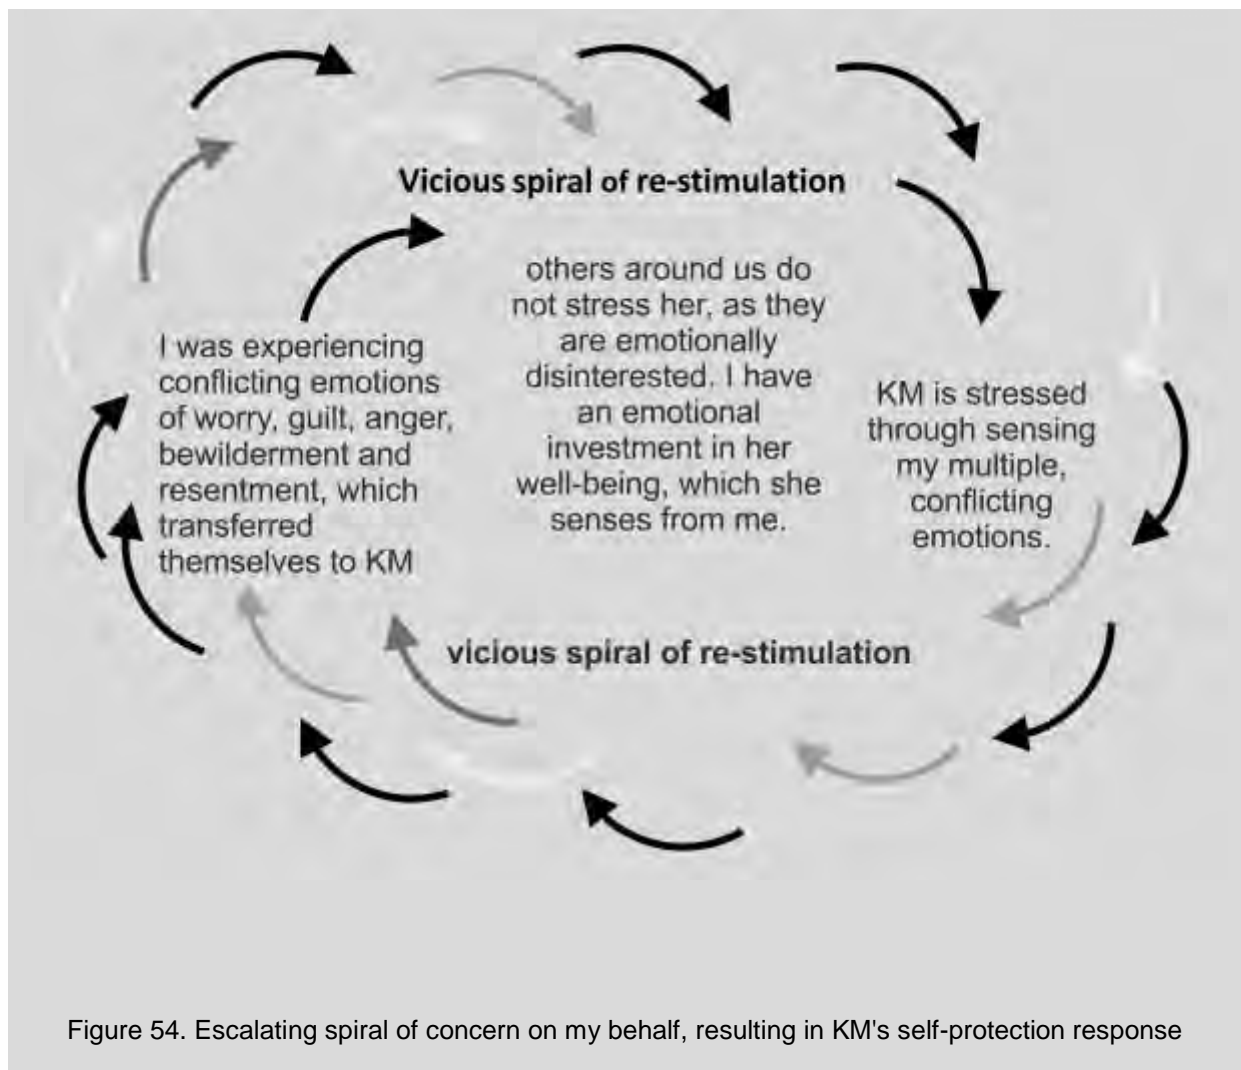 Vicious spiral of re-stimulation
I was experiencing
conflicting emotions
of worry, guilt, anger,
bewilderment and
resentment, which
transferred
themselves to KM
others around us do
not stress her, as they
are emotionally
disinterested. I have
an emotional
investment in her
well-being, which she
senses from me.
KM is stressed
through sensing
my multiple,
conflicting
emotions.
vicious spiral of re-stimulation
Figure 54. Escalating spiral of concern on my behalf, resulting in KM's self-protection response